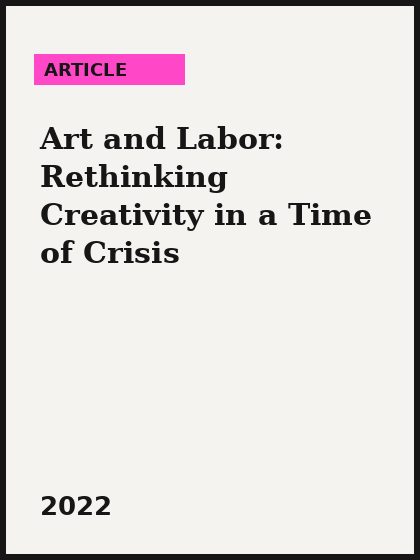 ARTICLE
Art and Labor:
Rethinking
Creativity in a Time
of Crisis
2022